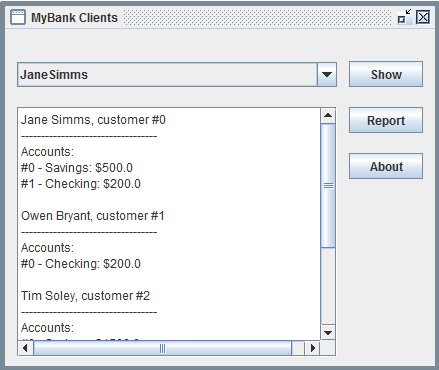 MyBank Clients
JaneSimms
Show
Report
About
Jane Simms, customer #0
----------------------------------
Accounts:
#0 - Savings: $500.0
#1 - Checking: $200.0
Owen Bryant, customer #1
----------------------------------
Accounts:
#0 - Checking: $200.0
Tim Soley, customer #2
----------------------------------
Accounts: